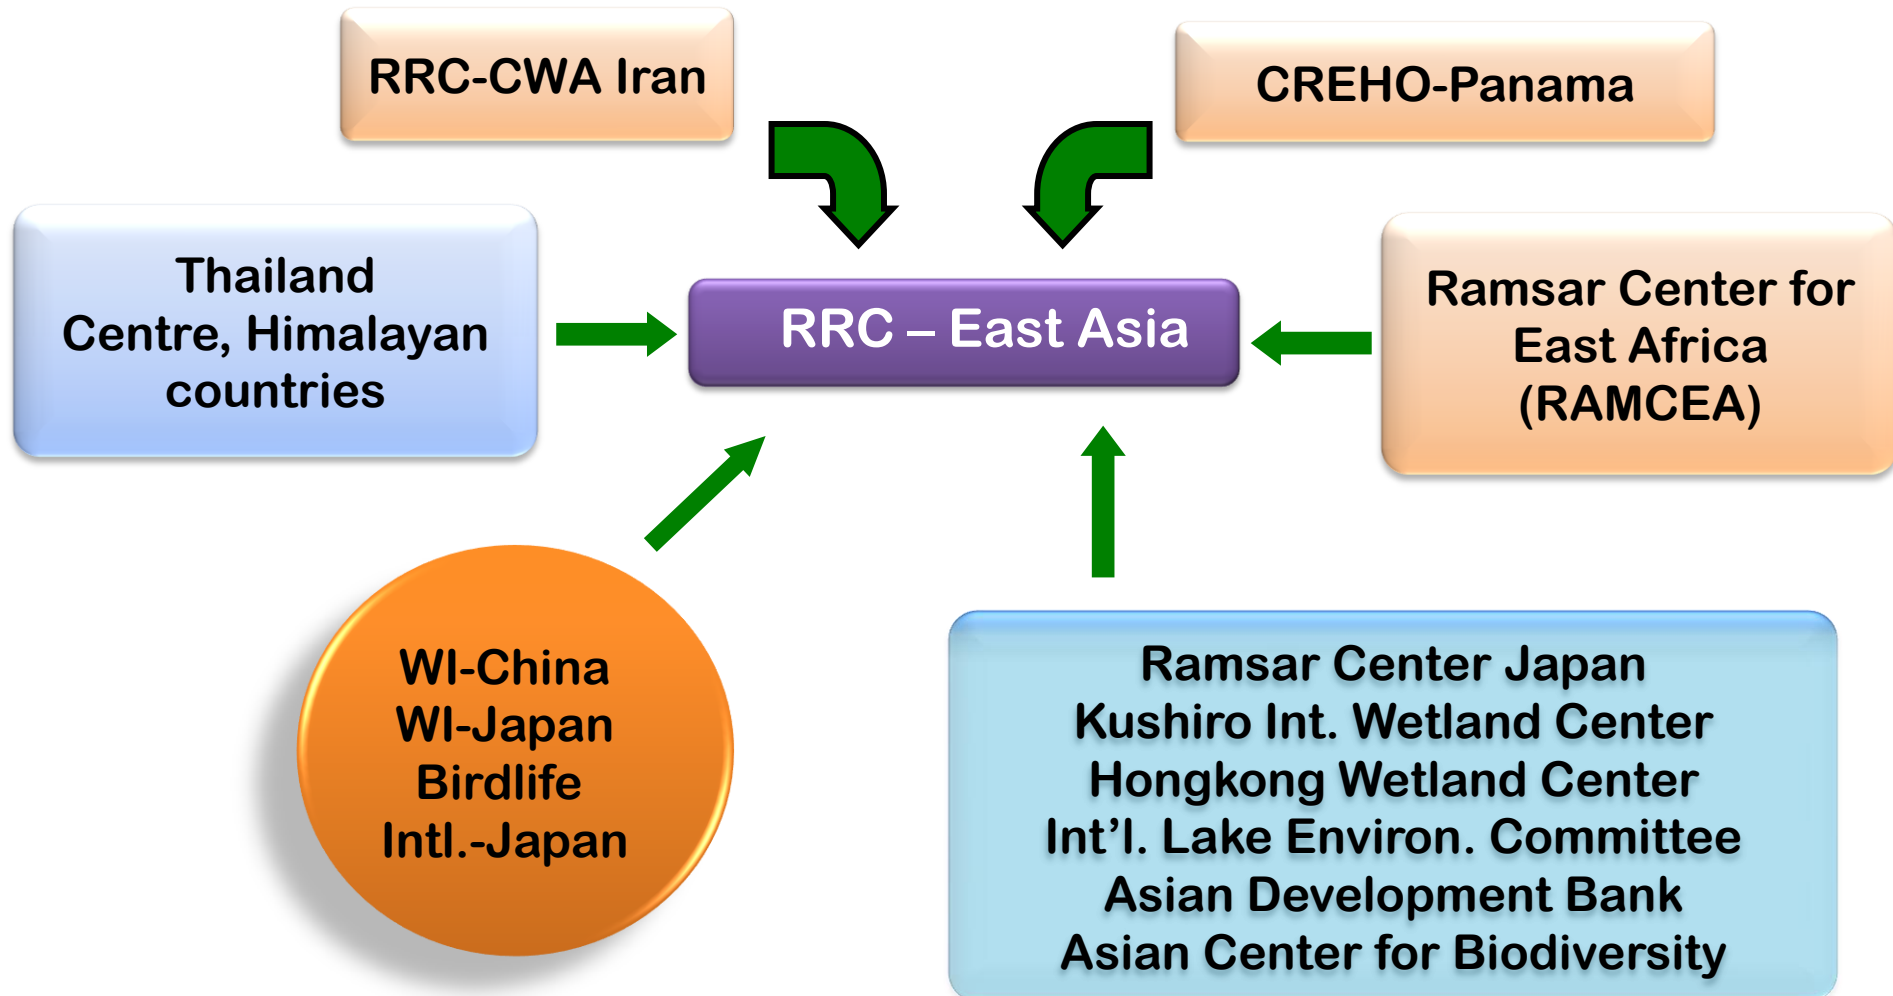 RRC-CWA Iran
CREHO-Panama
Thailand
Centre, Himalayan
countries
RRC – East Asia
Ramsar Center for
East Africa
(RAMCEA)
WI-China
WI-Japan
Birdlife
Intl.-Japan
Ramsar Center Japan
Kushiro Int. Wetland Center
Hongkong Wetland Center
Int’l. Lake Environ. Committee
Asian Development Bank
Asian Center for Biodiversity